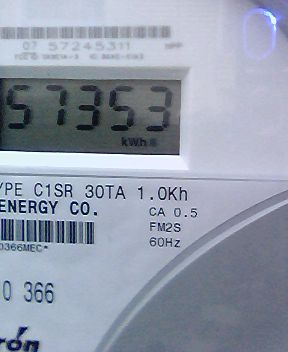 07 57245311
57353
kWh
YPE C1SR 30TA 1.0Kh
ENERGY CO.
CA 0.5
FM2S
60Hz
0366MEC*
0 366
rón